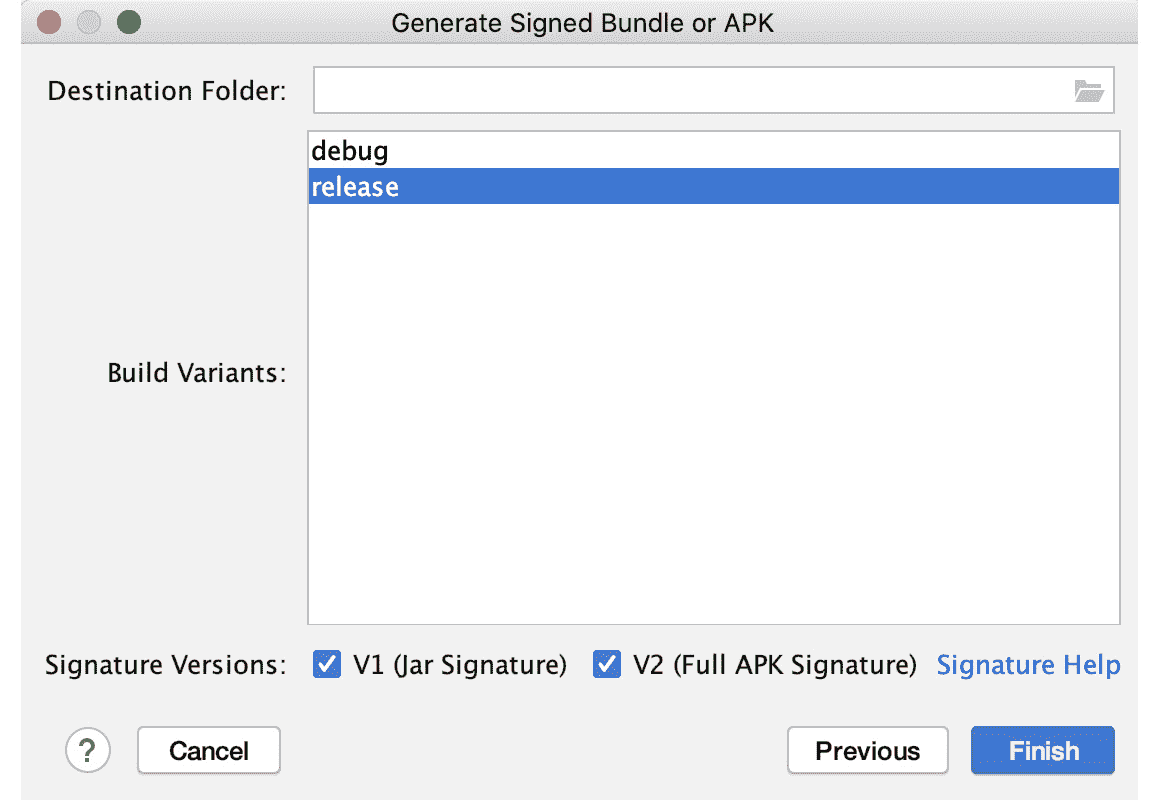 Generate Signed Bundle or APK
Destination Folder:
debug
release
Build Variants:
Signature Versions: V1 (Jar Signature) V2 (Full APK Signature) Signature Help
? Cancel Previous Finish